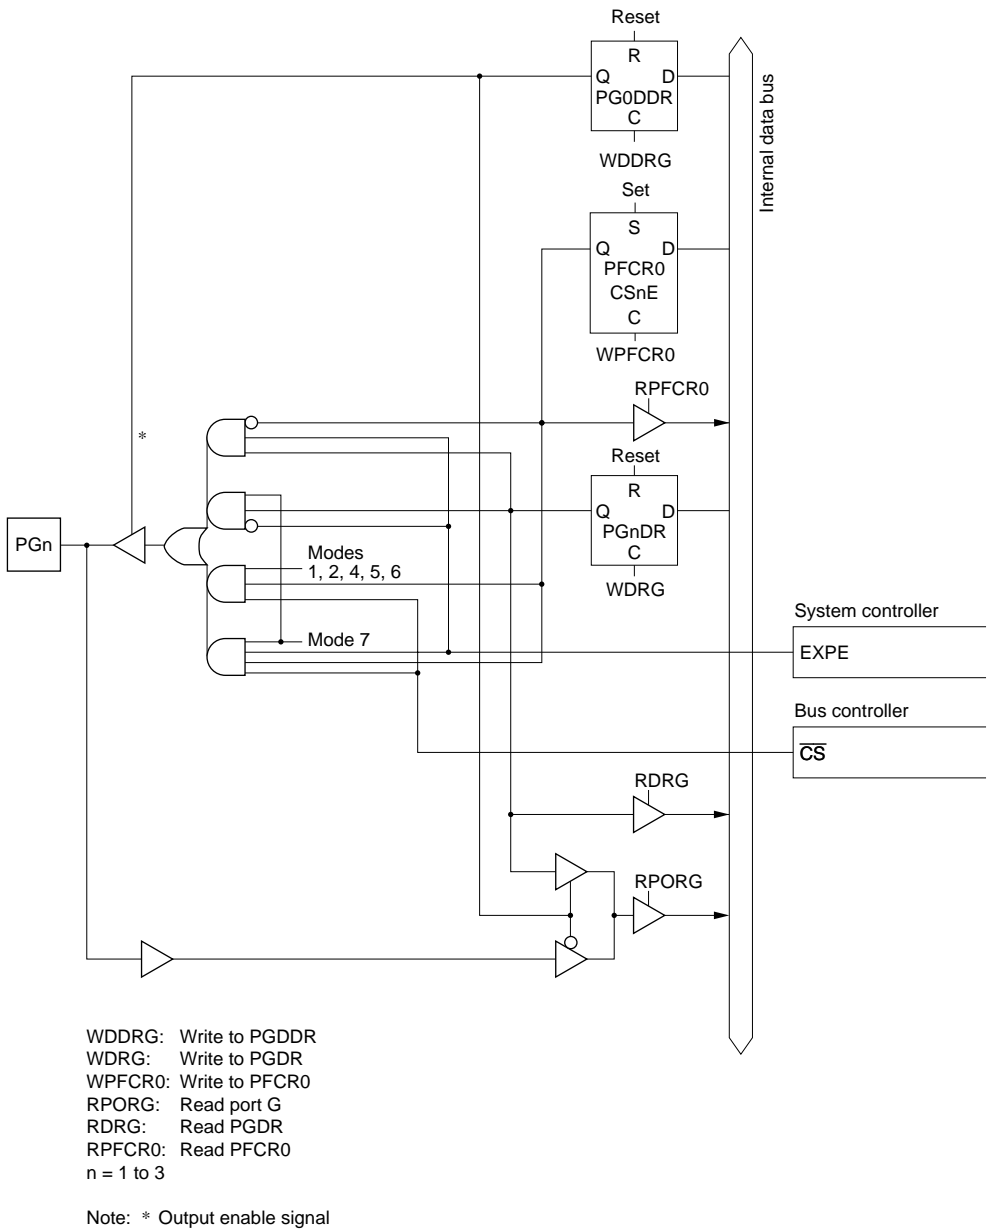 Reset
R
Q D
PG0DDR
C
WDDRG
Internal data bus
Set
S
Q D
PFCR0
CSnE
C
WPFCR0
RPFCR0
*
Reset
R
Q D
PGnDR
C
WDRG
PGn
Modes
1, 2, 4, 5, 6
Mode 7
System controller
EXPE
Bus controller
CS
RDRG
RPORG
WDDRG: Write to PGDDR
WDRG: Write to PGDR
WPFCR0: Write to PFCR0
RPORG: Read port G
RDRG: Read PGDR
RPFCR0: Read PFCR0
n = 1 to 3
Note: * Output enable signal